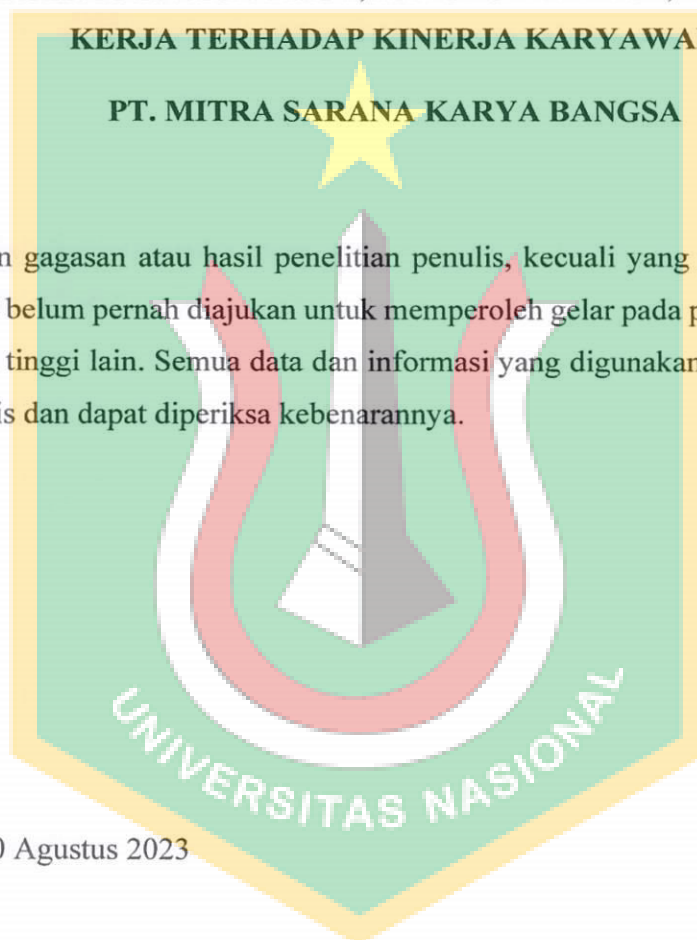 KERJA TERHADAP KINERJA KARYAWA
PT. MITRA SARANA KARYA BANGSA
n gagasan atau hasil penelitian penulis, kecuali yang
belum pernah diajukan untuk memperoleh gelar pada p
tinggi lain. Semua data dan informasi yang digunakan
is dan dapat diperiksa kebenarannya.
UNIVERSITAS NASIONAL
0 Agustus 2023